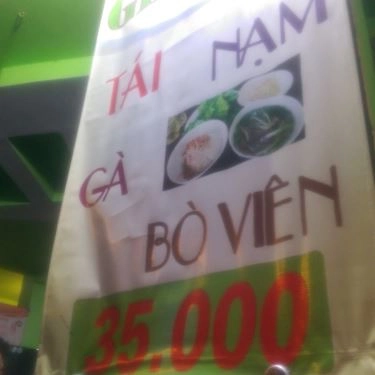 TÁI NẠM
GÀ
BÒ VIÊN
35.000